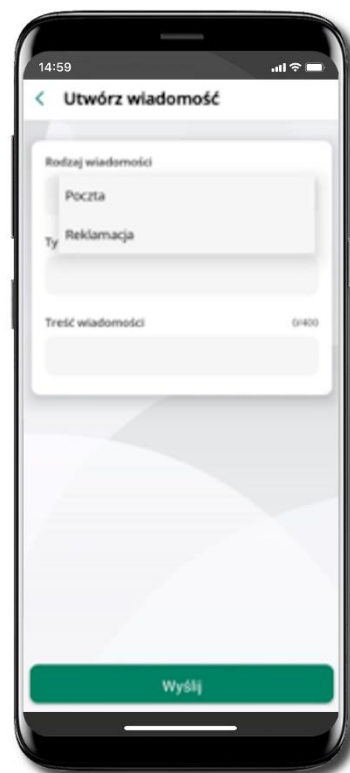 14:59
Utwórz wiadomość
Rodzaj wiadomości
Poczta
Ty
Reklamacja
Treść wiadomości 0/400
Wyślij